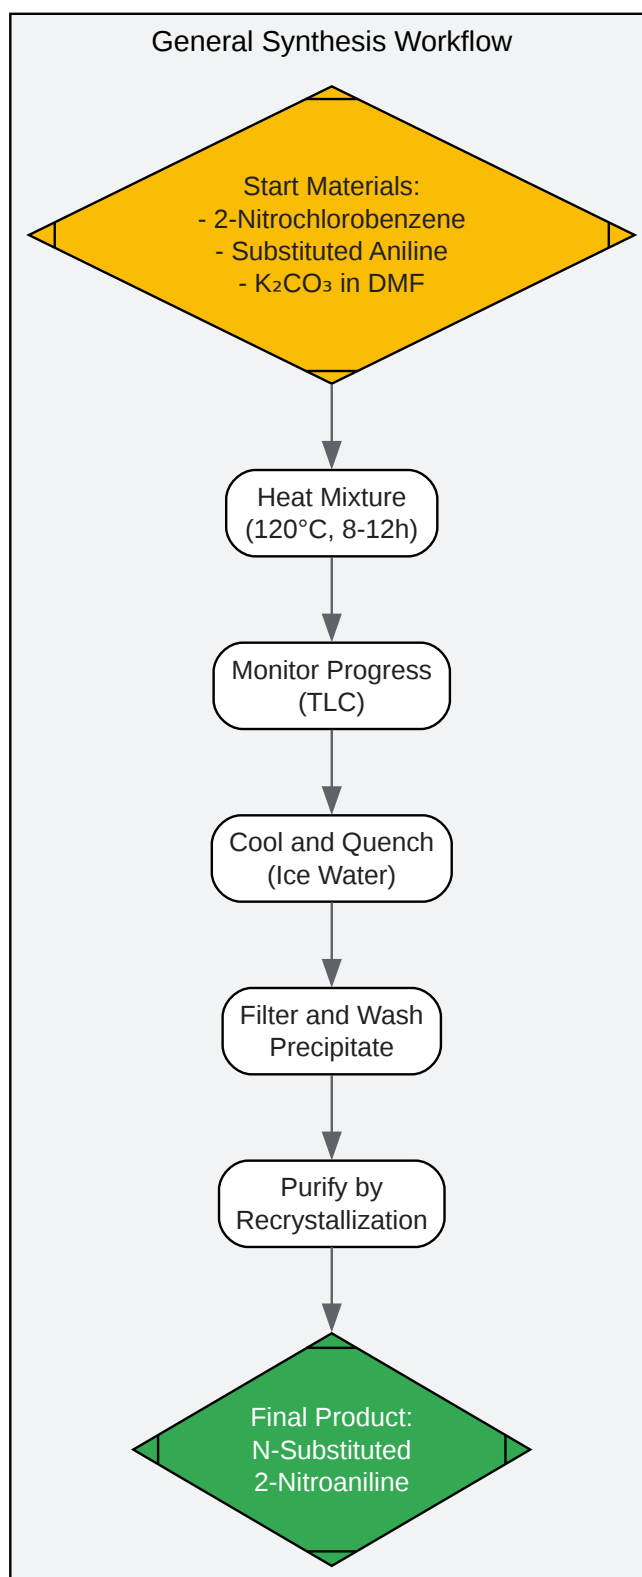 General Synthesis Workflow
Start Materials:
- 2-Nitrochlorobenzene
- Substituted Aniline
- K₂CO₃ in DMF
Heat Mixture
(120°C, 8-12h)
Monitor Progress
(TLC)
Cool and Quench
(Ice Water)
Filter and Wash
Precipitate
Purify by
Recrystallization
Final Product:
N-Substituted
2-Nitroaniline